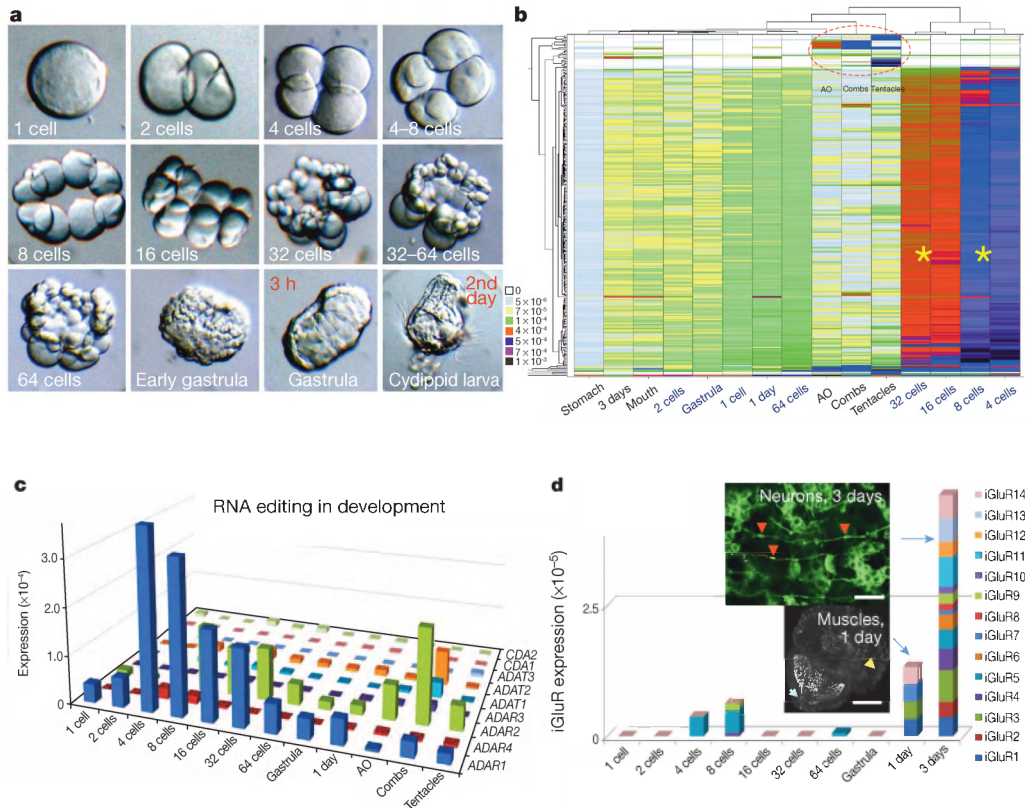 a
1 cell
2 cells
4 cells
4–8 cells
8 cells
16 cells
32 cells
32–64 cells
64 cells
Early gastrula
3 h
Gastrula
2nd
day
Cydippid larva
b
AO Combs Tentacles
0
5 × 10⁻⁶
7 × 10⁻⁵
1 × 10⁻⁴
4 × 10⁻⁴
5 × 10⁻⁴
7 × 10⁻⁴
Stomach
3 days
Mouth
2 cells
Gastrula
1 cell
1 day
64 cells
AO
Combs
Tentacles
32 cells
16 cells
8 cells
4 cells
* *
c
RNA editing in development
Expression (×10⁻⁴)
3.0
2.0
1.0
0
1 cell
2 cells
4 cells
8 cells
16 cells
32 cells
64 cells
Gastrula
1 day
AO
Combs
Tentacles
CDA2
CDA1
ADAT3
ADAT2
ADAT1
ADAR3
ADAR2
ADAR4
ADAR1
d
Neurons, 3 days
Muscles,
1 day
iGluR expression (×10⁻⁵)
2.5
0
1 cell
2 cells
4 cells
8 cells
16 cells
32 cells
64 cells
Gastrula
1 day
3 days
iGluR14
iGluR13
iGluR12
iGluR11
iGluR10
iGluR9
iGluR8
iGluR7
iGluR6
iGluR5
iGluR4
iGluR3
iGluR2
iGluR1